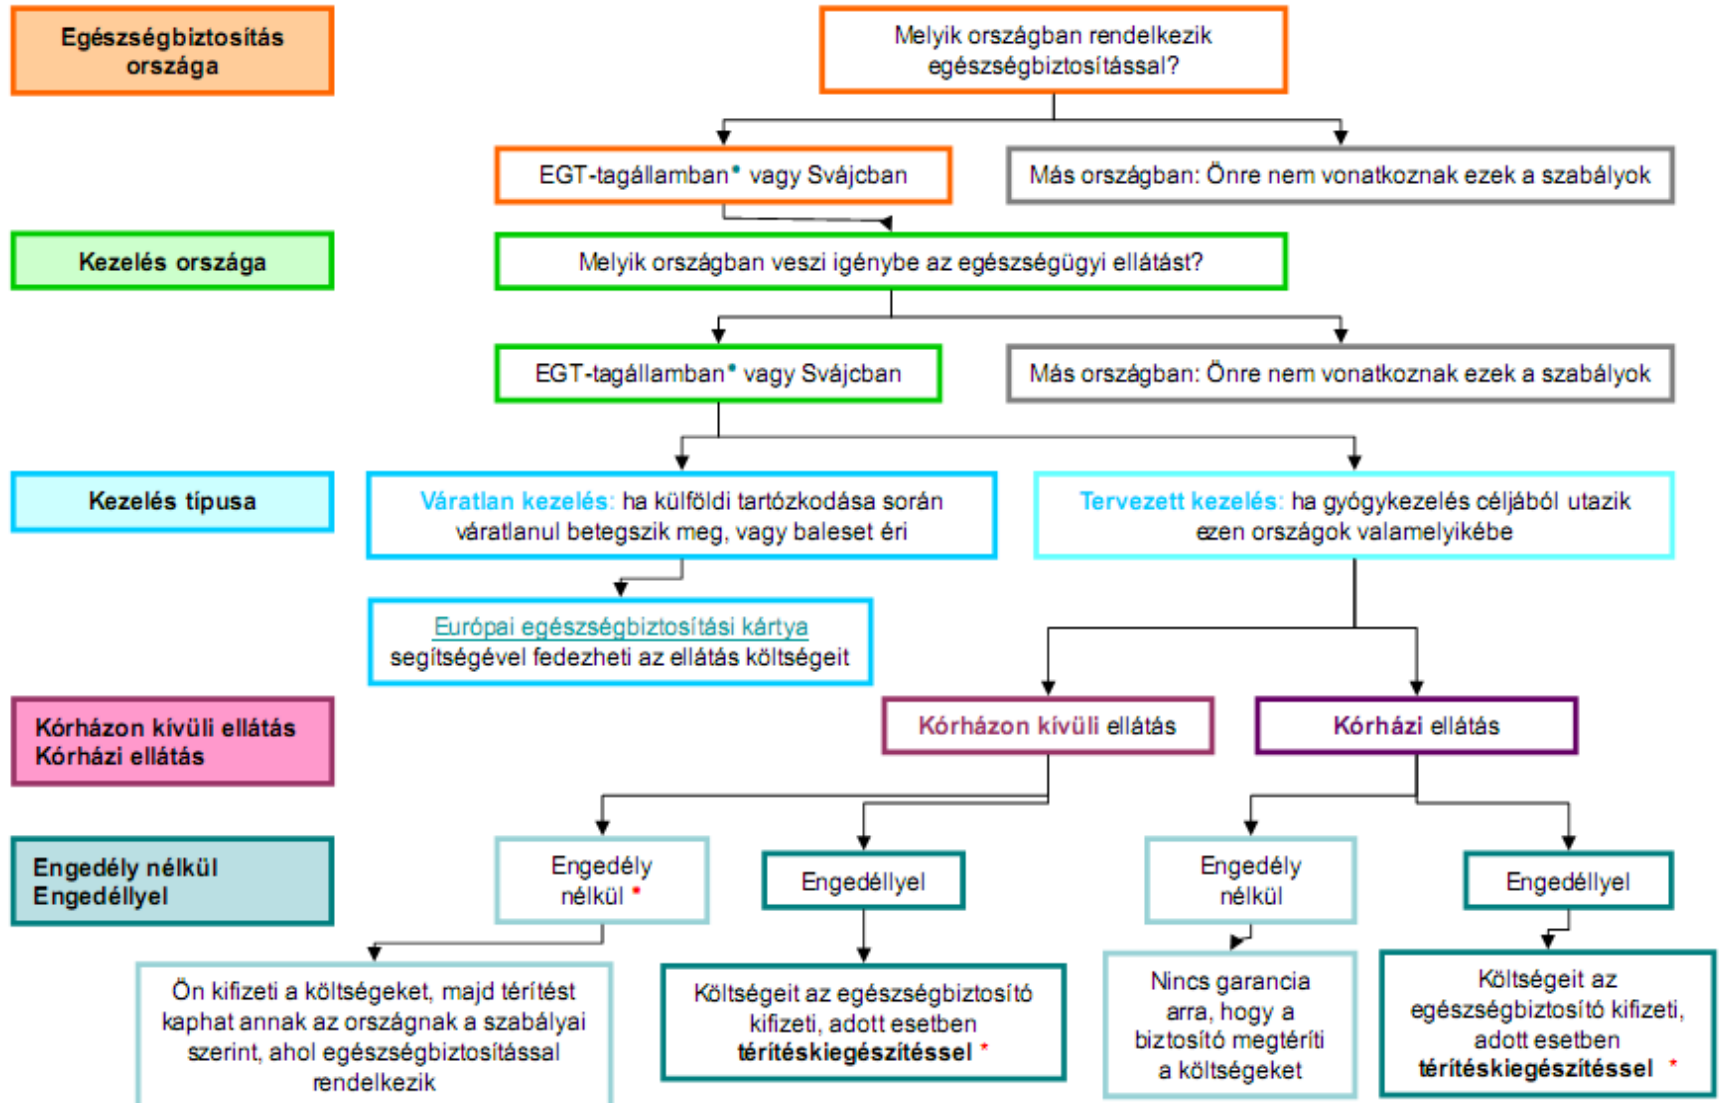 Egészségbiztosítás
országa
Melyik országban rendelkezik
egészségbiztosítással?
EGT-tagállamban* vagy Svájcban
Más országban: Önre nem vonatkoznak ezek a szabályok
Kezelés országa
Melyik országban veszi igénybe az egészségügyi ellátást?
EGT-tagállamban* vagy Svájcban
Más országban: Önre nem vonatkoznak ezek a szabályok
Kezelés típusa
Váratlan kezelés: ha külföldi tartózkodása során
váratlanul betegszik meg, vagy baleset éri
Tervezett kezelés: ha gyógykezelés céljából utazik
ezen országok valamelyikébe
Európai egészségbiztosítási kártya
segítségével fedezheti az ellátás költségeit
Kórházon kívüli ellátás
Kórházi ellátás
Kórházon kívüli ellátás
Kórházi ellátás
Engedély nélkül
Engedéllyel
Engedély
nélkül *
Engedéllyel
Engedély
nélkül
Engedéllyel
Ön kifizeti a költségeket, majd térítést
kaphat annak az országnak a szabályai
szerint, ahol egészségbiztosítással
rendelkezik
Költségeit az egészségbiztosító
kifizeti, adott esetben
térítéskiegészítéssel *
Nincs garancia
arra, hogy a
biztosító megtéríti
a költségeket
Költségeit az
egészségbiztosító kifizeti,
adott esetben
térítéskiegészítéssel *